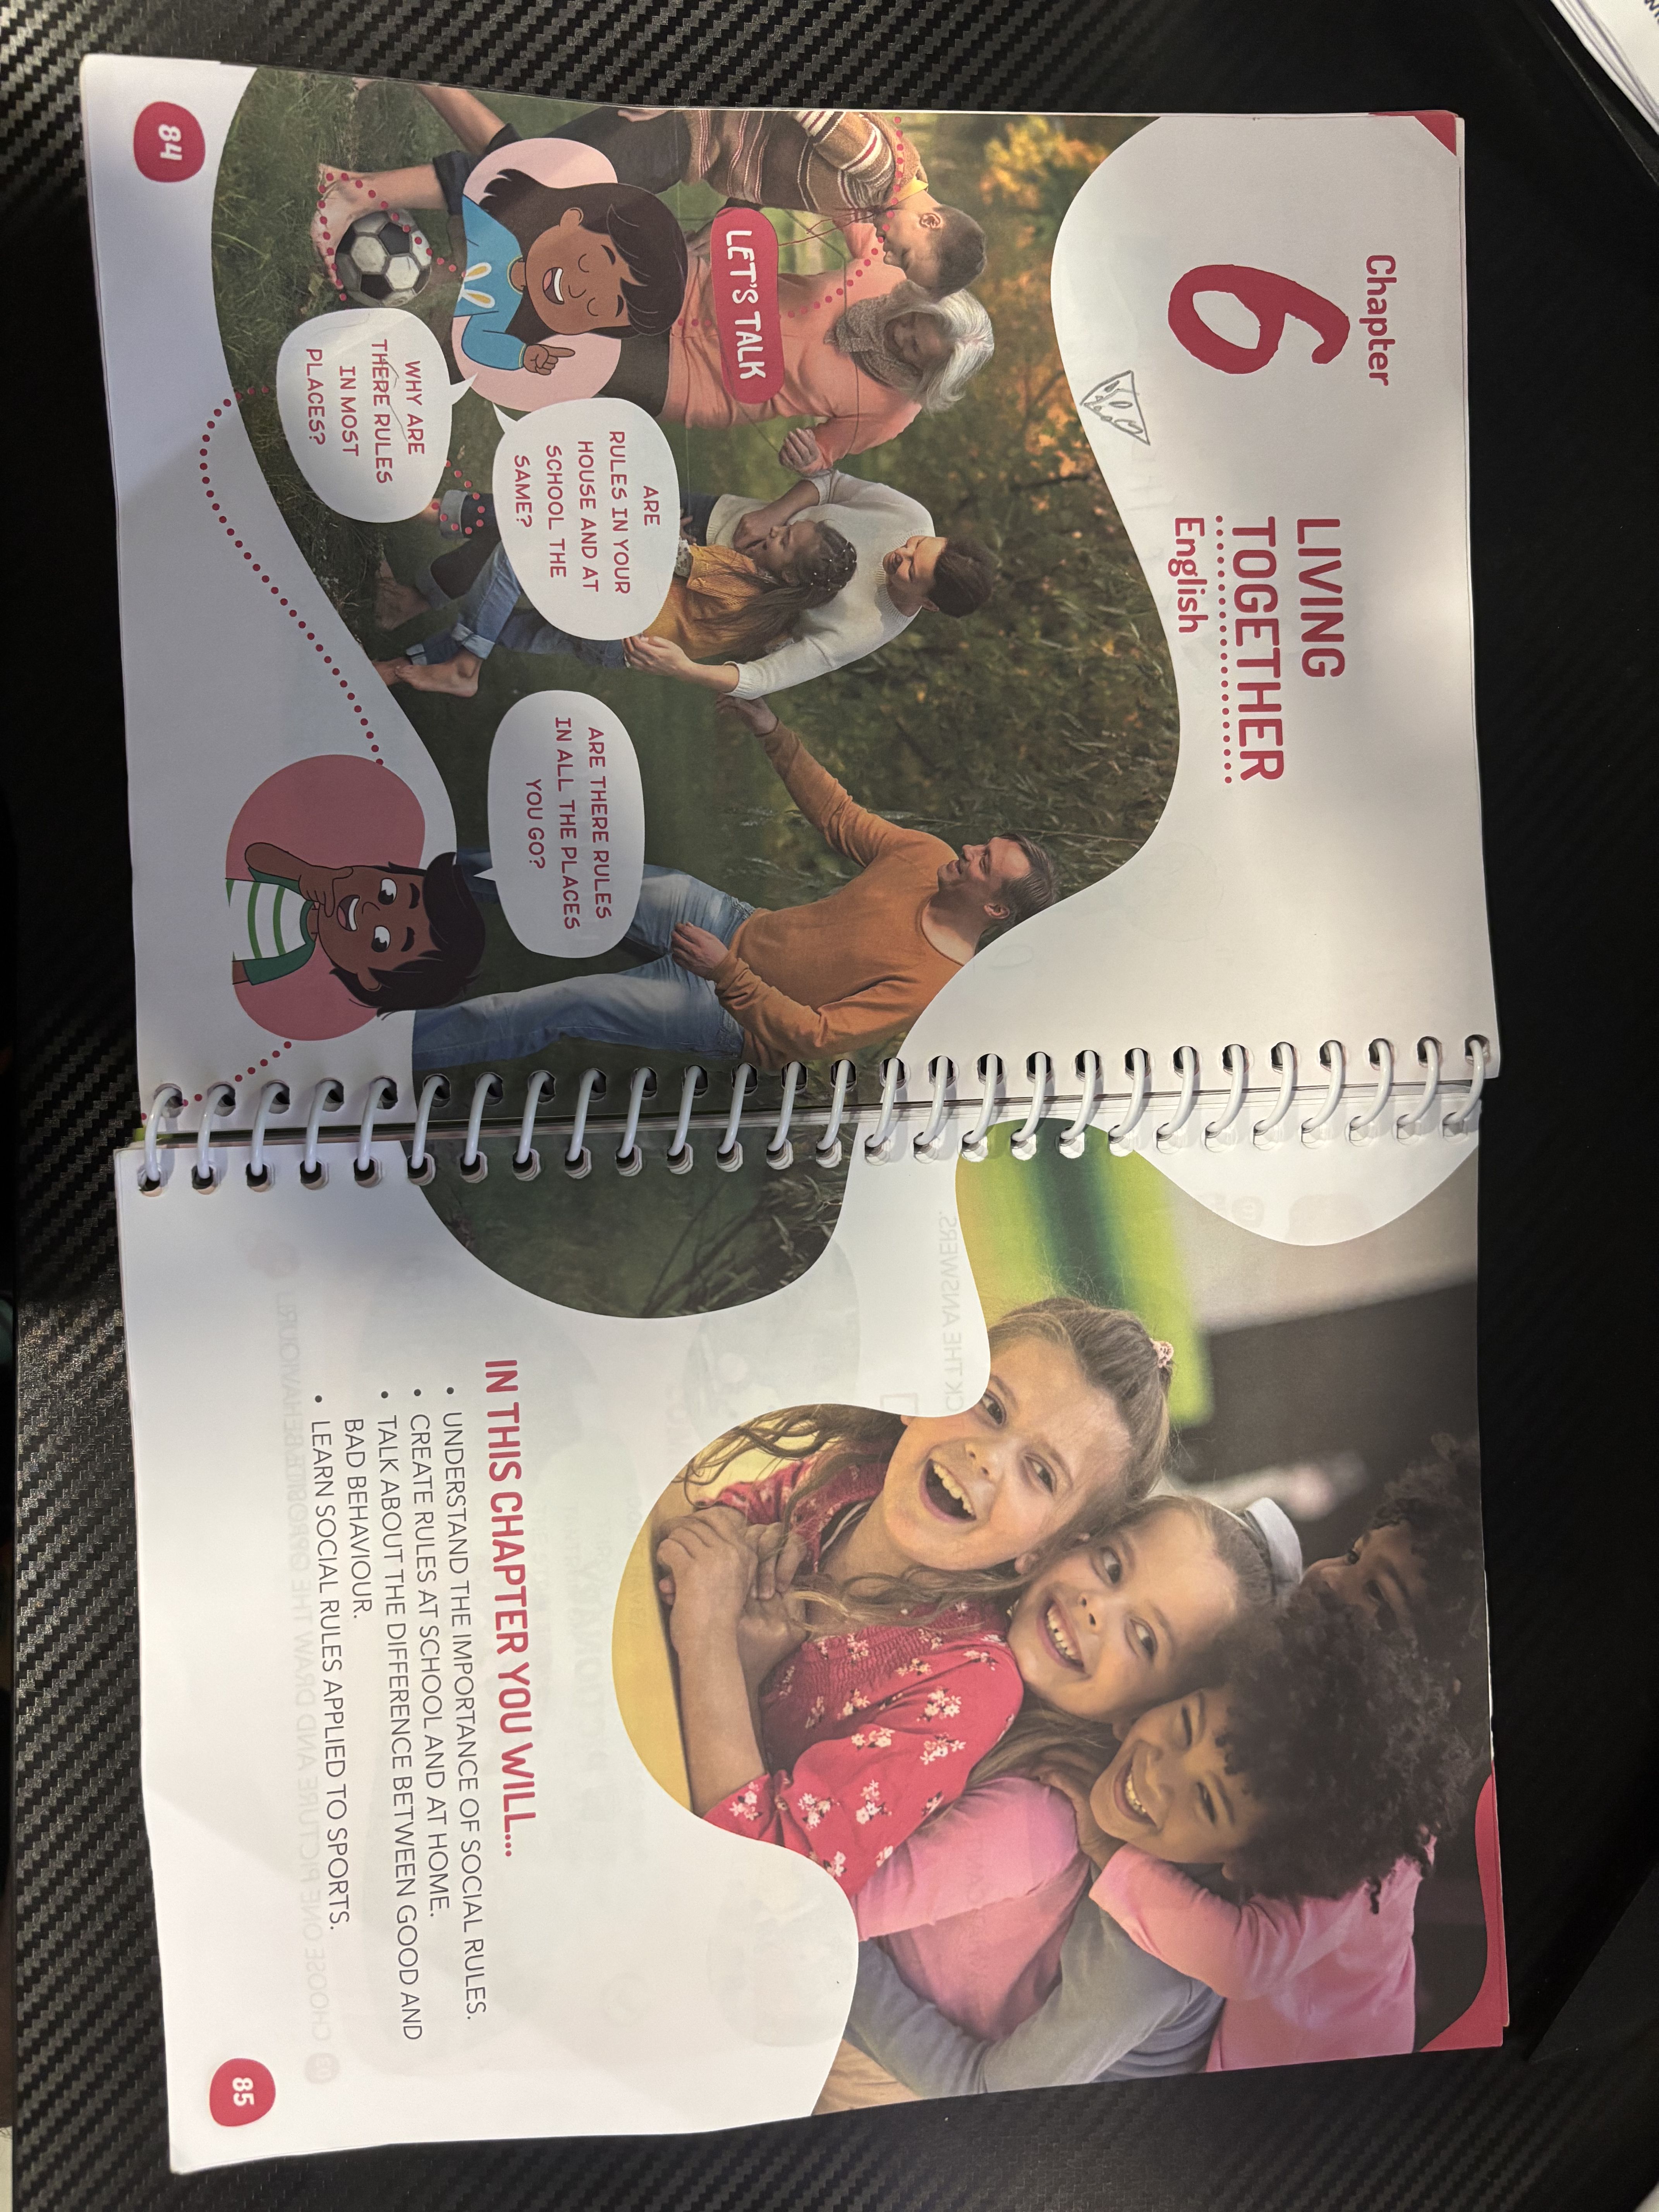 Chapter
6
LIVING
TOGETHER
English
LET'S TALK
ARE
RULES IN YOUR
HOUSE AND AT
SCHOOL THE
SAME?
WHY ARE
THERE RULES
IN MOST
PLACES?
ARE THERE RULES
IN ALL THE PLACES
YOU GO?
84
IN THIS CHAPTER YOU WILL...
• UNDERSTAND THE IMPORTANCE OF SOCIAL RULES.
• CREATE RULES AT SCHOOL AND AT HOME.
• TALK ABOUT THE DIFFERENCE BETWEEN GOOD AND
BAD BEHAVIOUR.
• LEARN SOCIAL RULES APPLIED TO SPORTS.
85